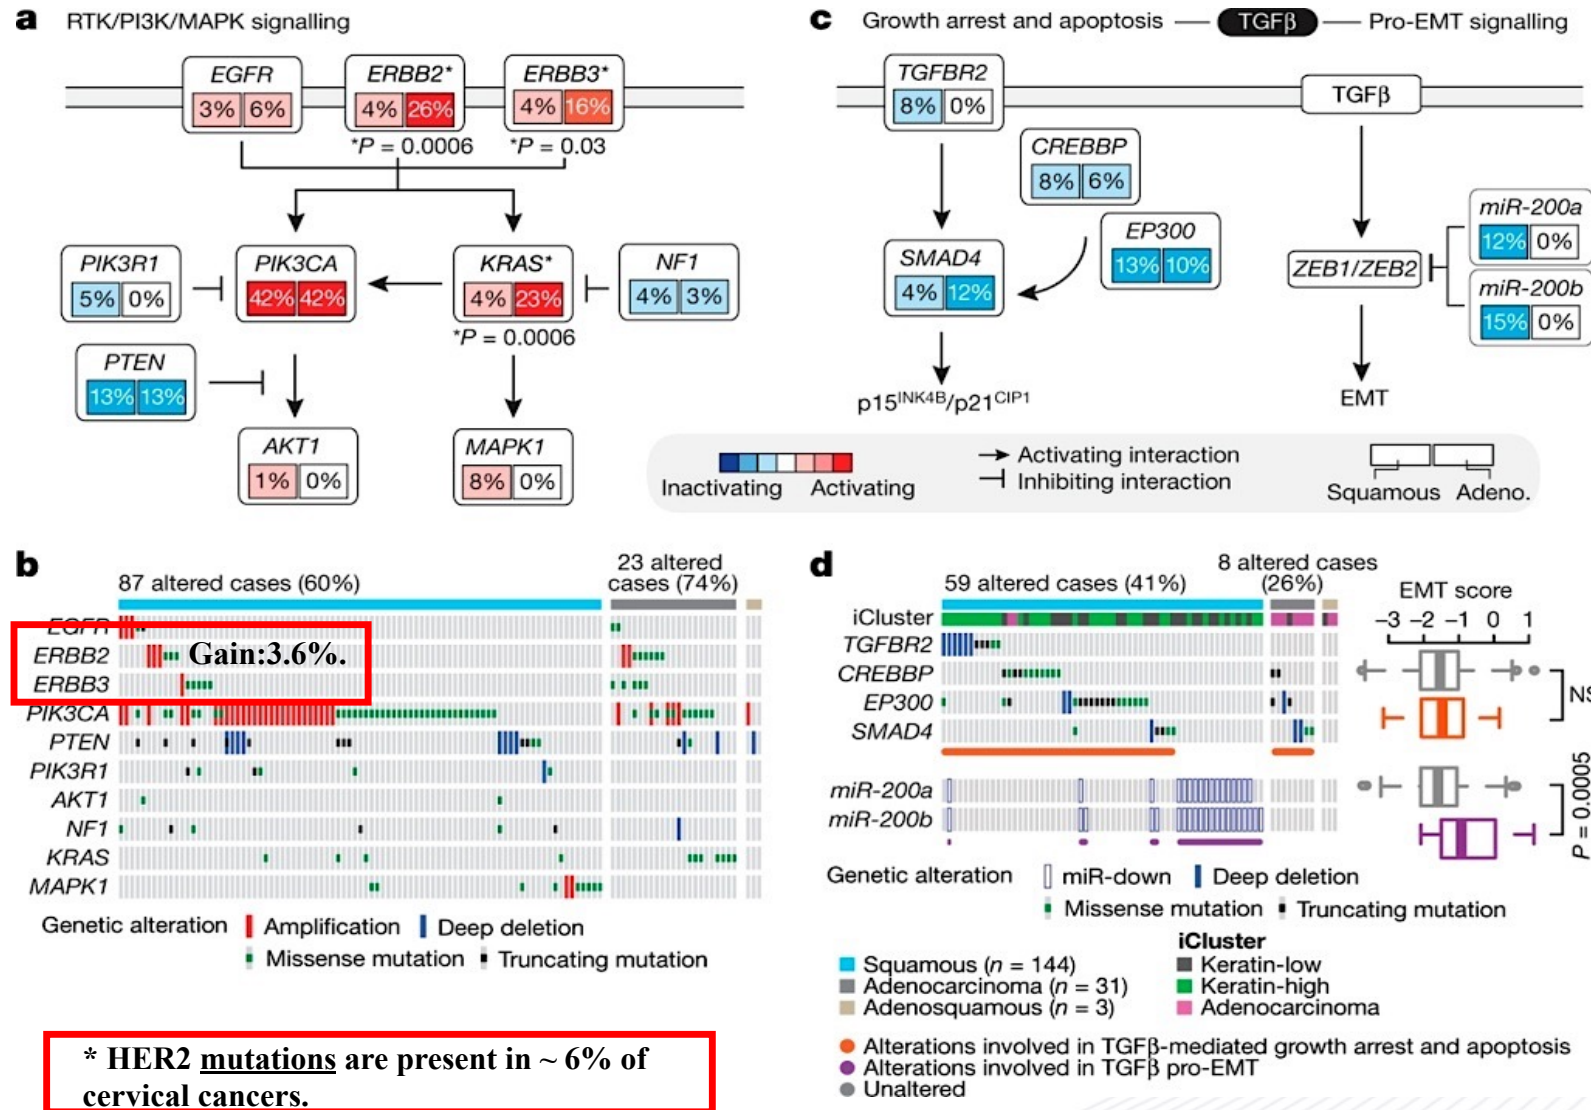 a RTK/PI3K/MAPK signalling
EGFR
3% 6%
ERBB2*
4% 26%
*P = 0.0006
ERBB3*
4% 16%
*P = 0.03
PIK3R1
5% 0%
PIK3CA
42% 42%
KRAS*
4% 23%
*P = 0.0006
NF1
4% 3%
PTEN
13% 13%
AKT1
1% 0%
MAPK1
8% 0%
c Growth arrest and apoptosis TGFβ Pro-EMT signalling
TGFBR2
8% 0%
TGFβ
CREBBP
8% 6%
EP300
13% 10%
SMAD4
4% 12%
p15INK4B/p21CIP1
ZEB1/ZEB2
miR-200a
12% 0%
miR-200b
15% 0%
EMT
Inactivating Activating
Activating interaction
Inhibiting interaction
Squamous Adeno.
b
87 altered cases (60%)
23 altered
cases (74%)
EGFR
ERBB2
Gain:3.6%.
ERBB3
PIK3CA
PTEN
PIK3R1
AKT1
NF1
KRAS
MAPK1
Genetic alteration Amplification Deep deletion
Missense mutation Truncating mutation
* HER2 mutations are present in ~ 6% of
cervical cancers.
d
59 altered cases (41%)
8 altered cases
(26%)
iCluster
TGFBR2
CREBBP
EP300
SMAD4
miR-200a
miR-200b
EMT score
−3 −2 −1 0 1
NS
P = 0.0005
Genetic alteration miR-down Deep deletion
Missense mutation Truncating mutation
Squamous (n = 144)
Adenocarcinoma (n = 31)
Adenosquamous (n = 3)
iCluster
Keratin-low
Keratin-high
Adenocarcinoma
Alterations involved in TGFβ-mediated growth arrest and apoptosis
Alterations involved in TGFβ pro-EMT
Unaltered